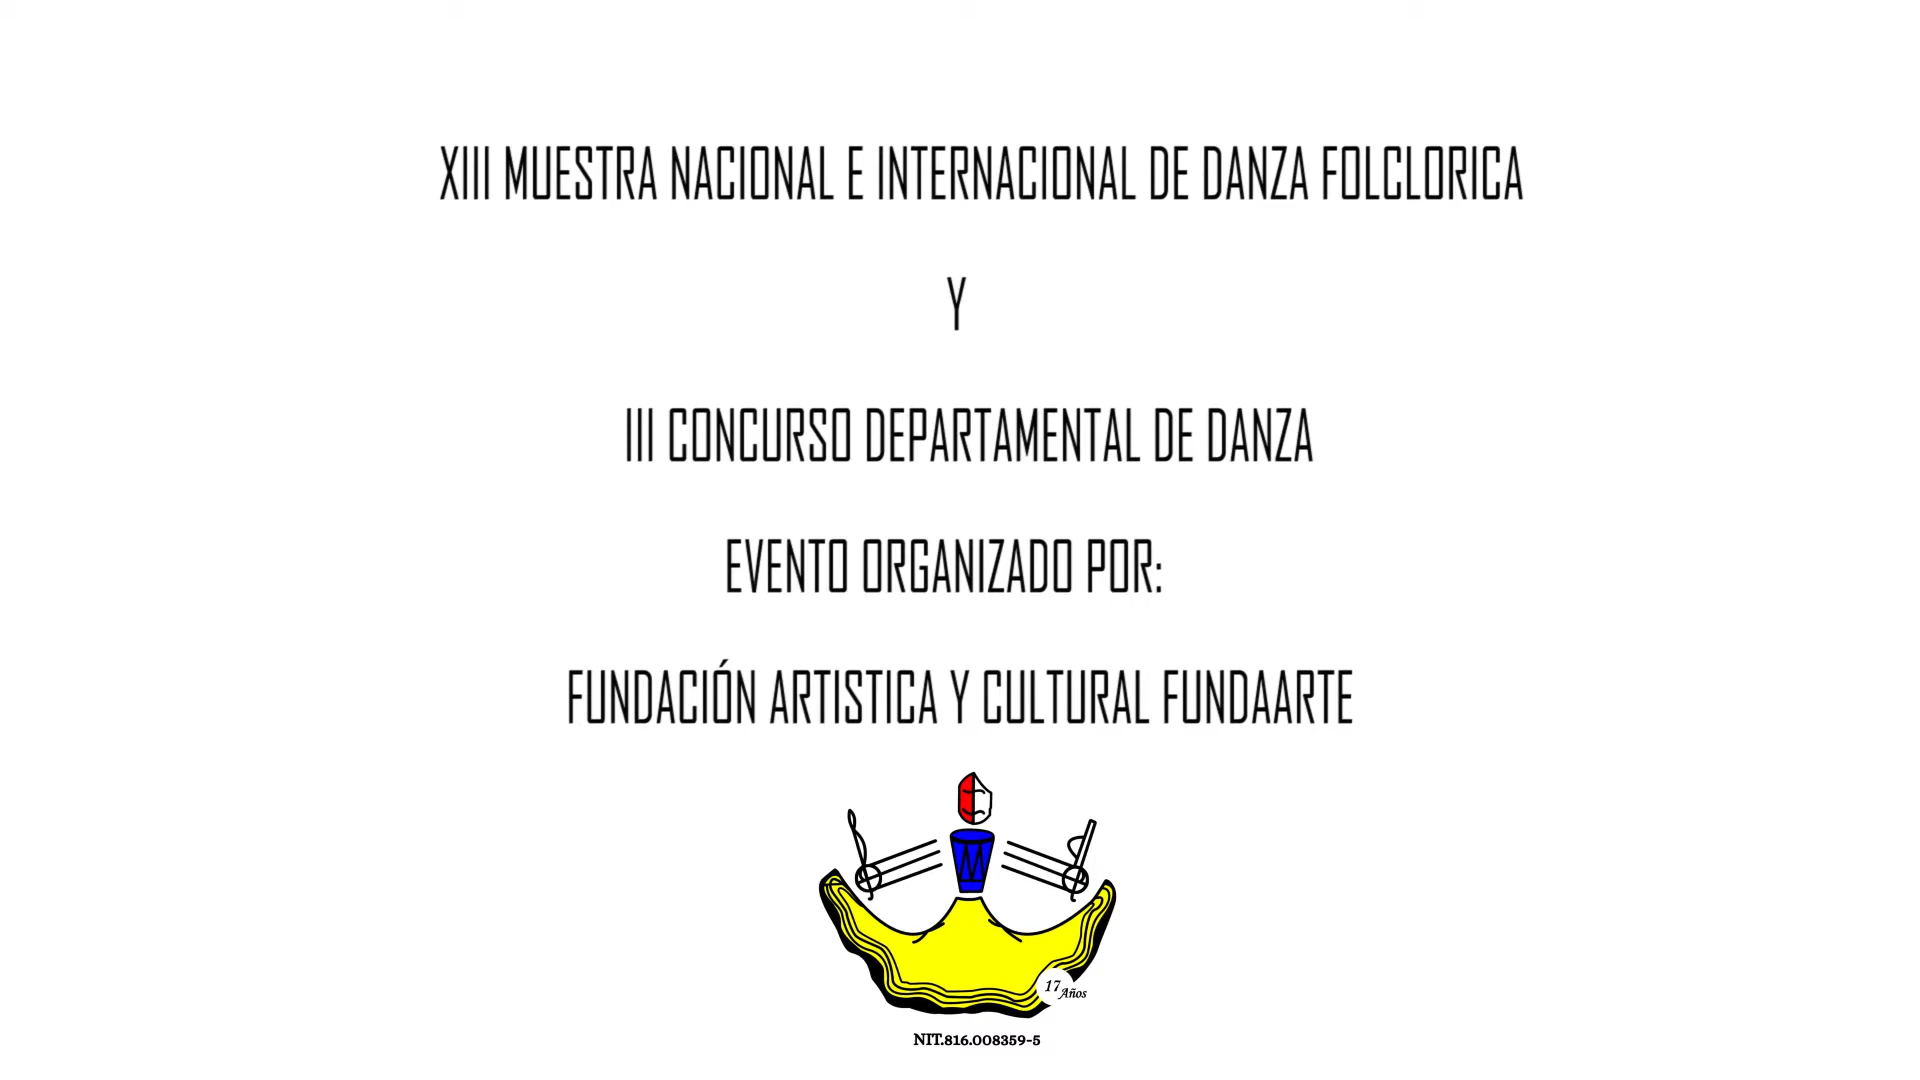 XIII MUESTRA NACIONAL E INTERNACIONAL DE DANZA FOLCLORICA
Y
III CONCURSO DEPARTAMENTAL DE DANZA
EVENTO ORGANIZADO POR:
FUNDACIÓN ARTISTICA Y CULTURAL FUNDAARTE
17 Años
NIT.816.008359-5